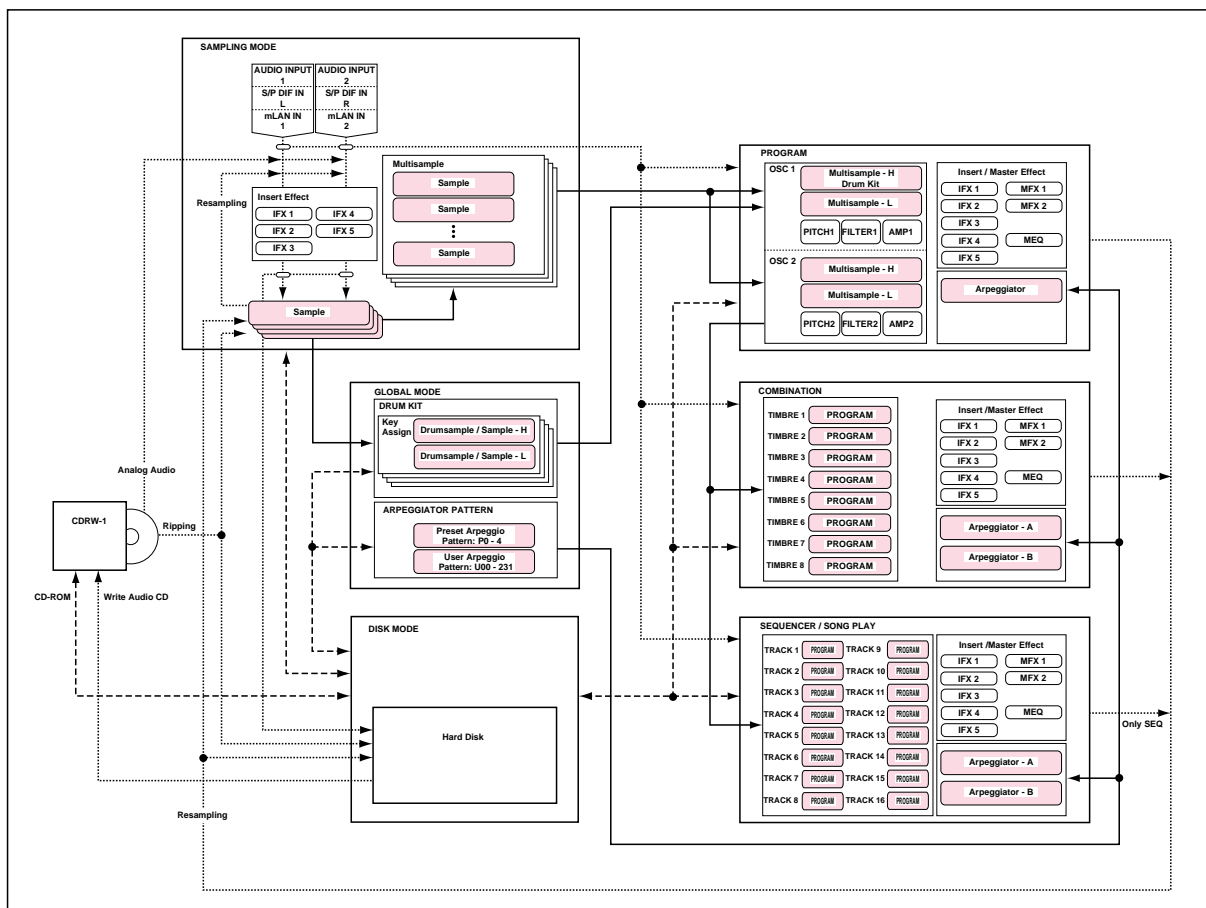 SAMPLING MODE
AUDIO INPUT
1
AUDIO INPUT
2
S/P DIF IN
L
S/P DIF IN
R
mLAN IN
1
mLAN IN
2
Resampling
Insert Effect
IFX 1
IFX 4
IFX 2
IFX 5
IFX 3
Multisample
Sample
Sample
Sample
Sample
GLOBAL MODE
DRUM KIT
Key
Assign
Drumsample / Sample - H
Drumsample / Sample - L
ARPEGGIATOR PATTERN
Preset Arpeggio
Pattern: P0 - 4
User Arpeggio
Pattern: U00 - 231
Analog Audio
CDRW-1
Ripping
CD-ROM
Write Audio CD
DISK MODE
Hard Disk
Resampling
PROGRAM
OSC 1
Multisample - H
Drum Kit
Multisample - L
PITCH1
FILTER1
AMP1
OSC 2
Multisample - H
Multisample - L
PITCH2
FILTER2
AMP2
Insert / Master Effect
IFX 1
MFX 1
IFX 2
MFX 2
IFX 3
IFX 4
MEQ
IFX 5
Arpeggiator
COMBINATION
TIMBRE 1
PROGRAM
TIMBRE 2
PROGRAM
TIMBRE 3
PROGRAM
TIMBRE 4
PROGRAM
TIMBRE 5
PROGRAM
TIMBRE 6
PROGRAM
TIMBRE 7
PROGRAM
TIMBRE 8
PROGRAM
Insert /Master Effect
IFX 1
MFX 1
IFX 2
MFX 2
IFX 3
IFX 4
MEQ
IFX 5
Arpeggiator - A
Arpeggiator - B
SEQUENCER / SONG PLAY
TRACK 1
PROGRAM
TRACK 9
PROGRAM
TRACK 2
PROGRAM
TRACK 10
PROGRAM
TRACK 3
PROGRAM
TRACK 11
PROGRAM
TRACK 4
PROGRAM
TRACK 12
PROGRAM
TRACK 5
PROGRAM
TRACK 13
PROGRAM
TRACK 6
PROGRAM
TRACK 14
PROGRAM
TRACK 7
PROGRAM
TRACK 15
PROGRAM
TRACK 8
PROGRAM
TRACK 16
PROGRAM
Insert /Master Effect
IFX 1
MFX 1
IFX 2
MFX 2
IFX 3
IFX 4
MEQ
IFX 5
Arpeggiator - A
Arpeggiator - B
Only SEQ